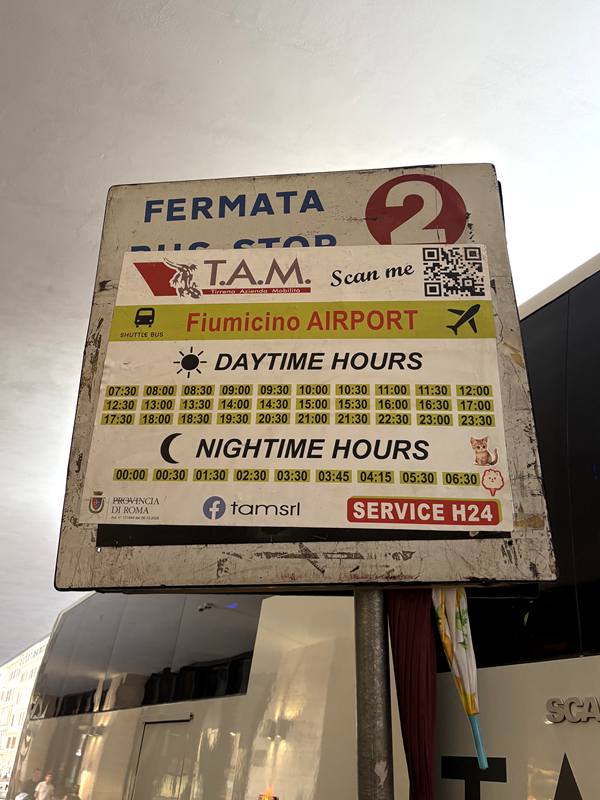 FERMATA
BUS STOP
2
T.A.M.
Tirreno Azienda Mobilità
Scan me
SHUTTLE BUS
Fiumicino AIRPORT
DAYTIME HOURS
07:30 08:00 08:30 09:00 09:30 10:00 10:30 11:00 11:30 12:00
12:30 13:00 13:30 14:00 14:30 15:00 15:30 16:00 16:30 17:00
17:30 18:00 18:30 19:30 20:30 21:00 21:30 22:30 23:00 23:30
NIGHTIME HOURS
00:00 00:30 01:30 02:30 03:30 03:45 04:15 05:30 06:30
PROVINCIA
DI ROMA
tamsrl
SERVICE H24
SCA